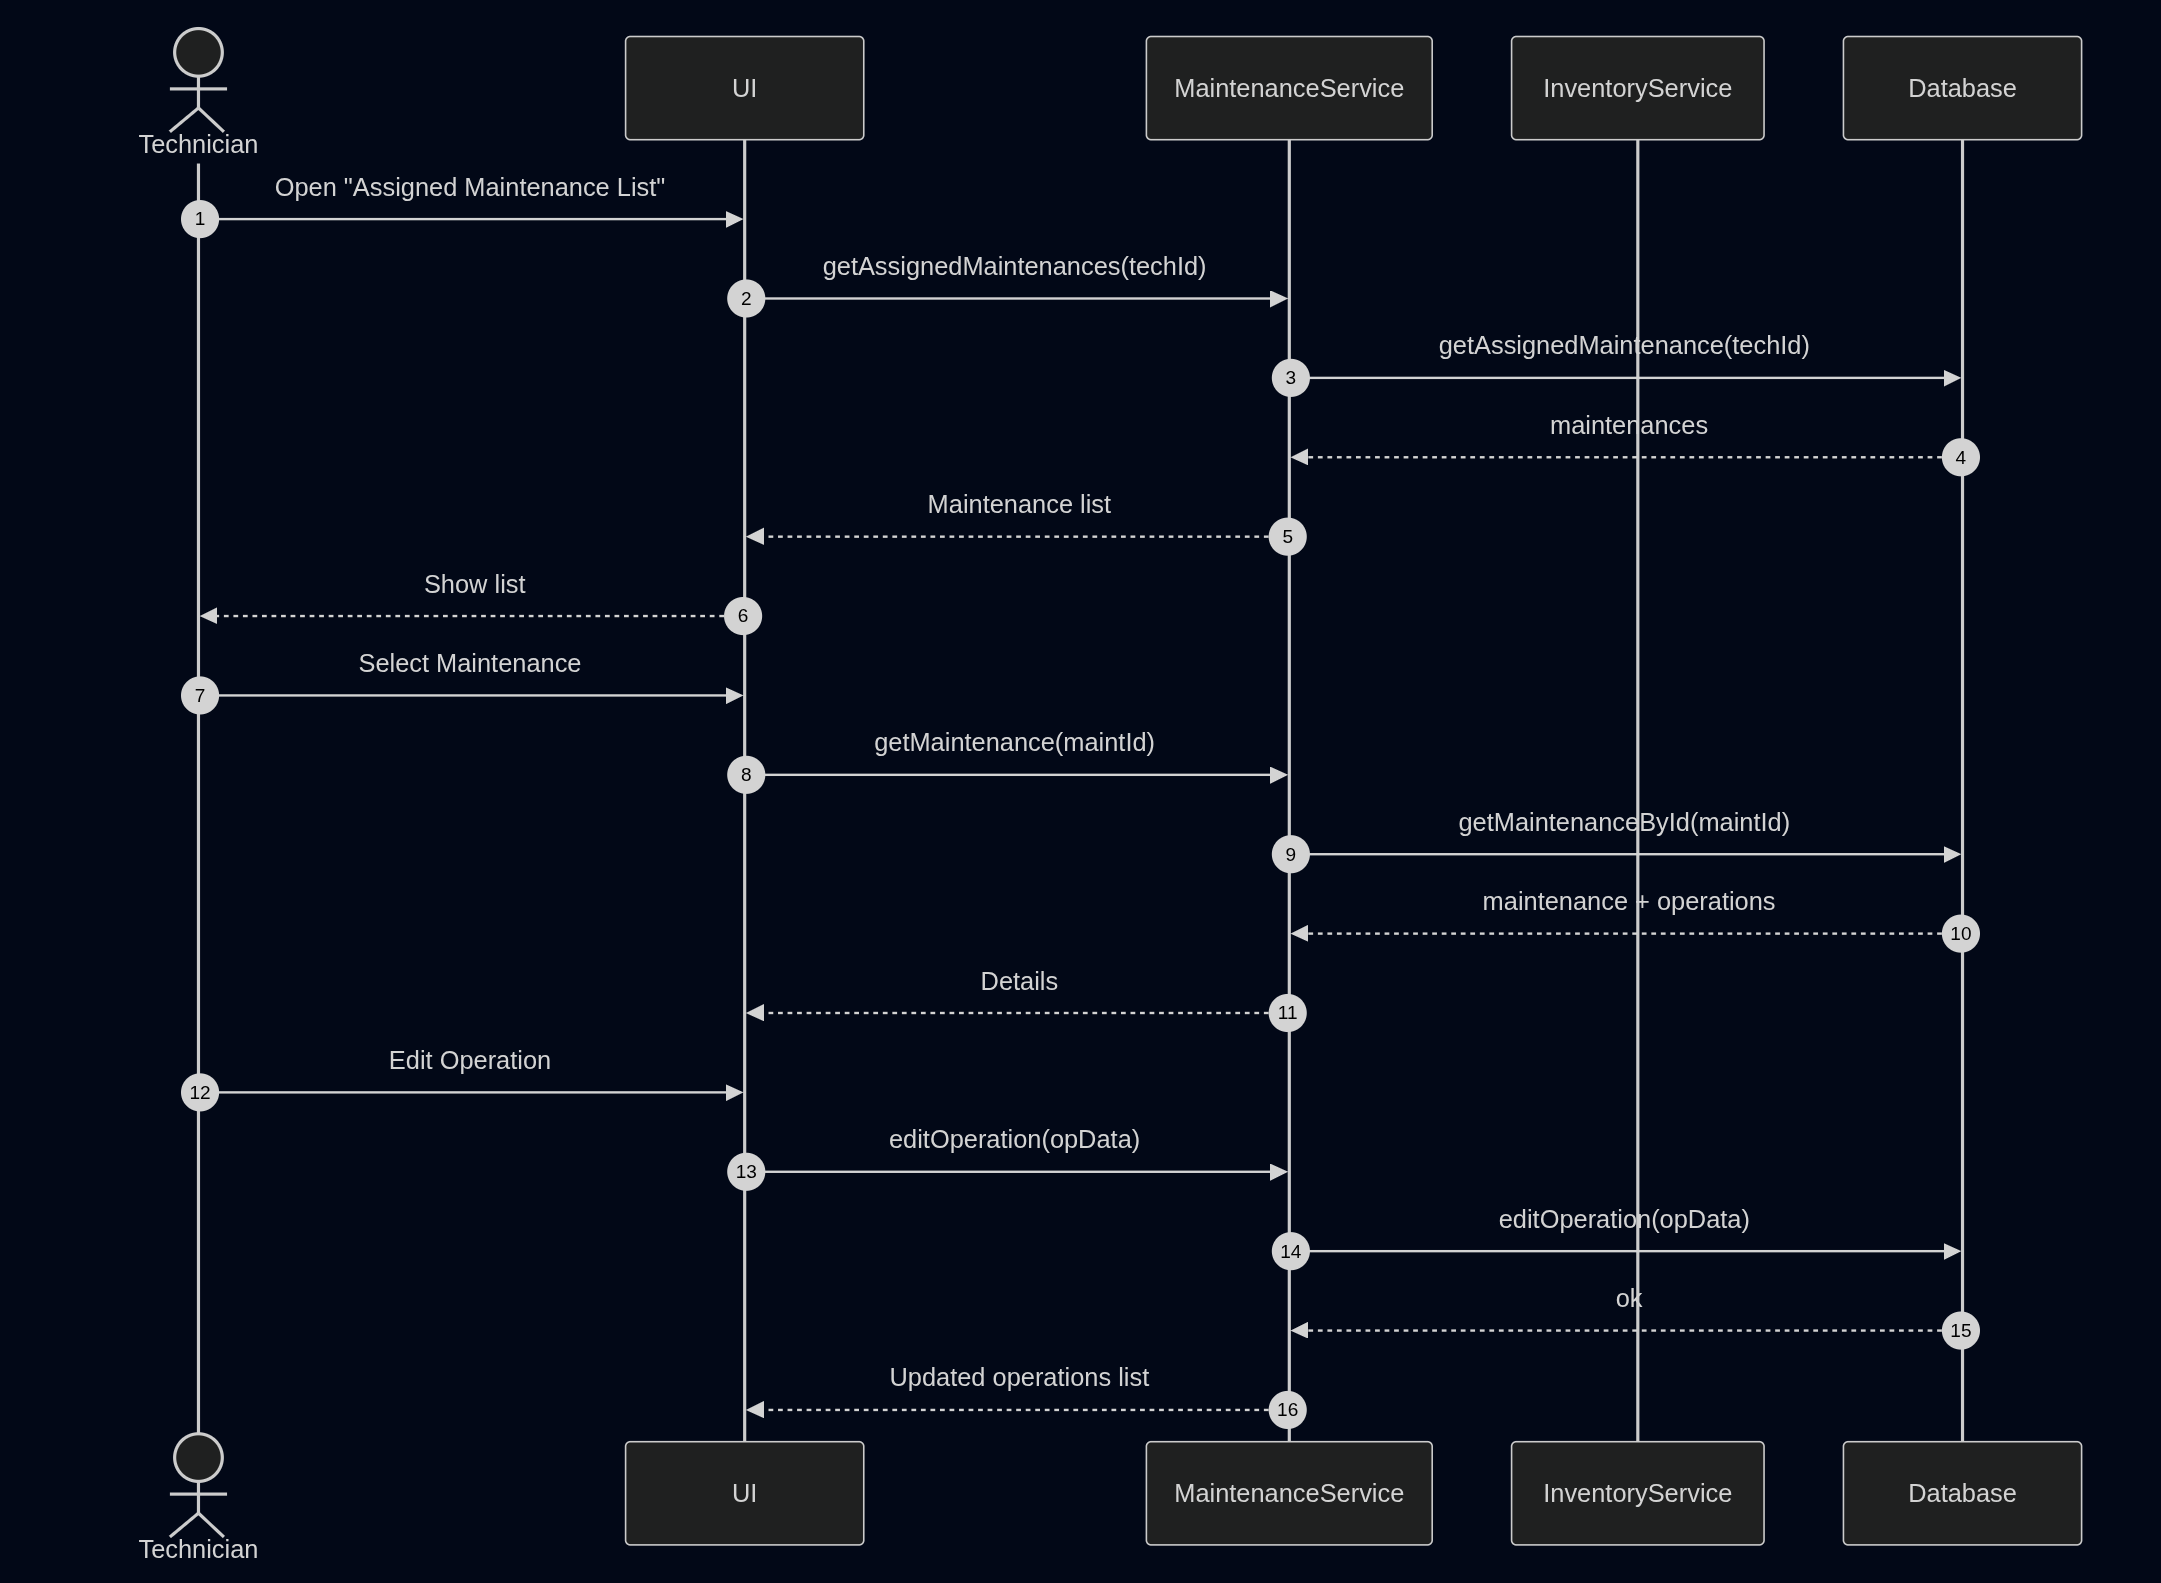 Technician
UI
MaintenanceService
InventoryService
Database
Open "Assigned Maintenance List"
1
getAssignedMaintenances(techId)
2
getAssignedMaintenance(techId)
3
maintenances
4
Maintenance list
5
Show list
6
Select Maintenance
7
getMaintenance(maintId)
8
getMaintenanceById(maintId)
9
maintenance + operations
10
Details
11
Edit Operation
12
editOperation(opData)
13
editOperation(opData)
14
ok
15
Updated operations list
16
Technician
UI
MaintenanceService
InventoryService
Database